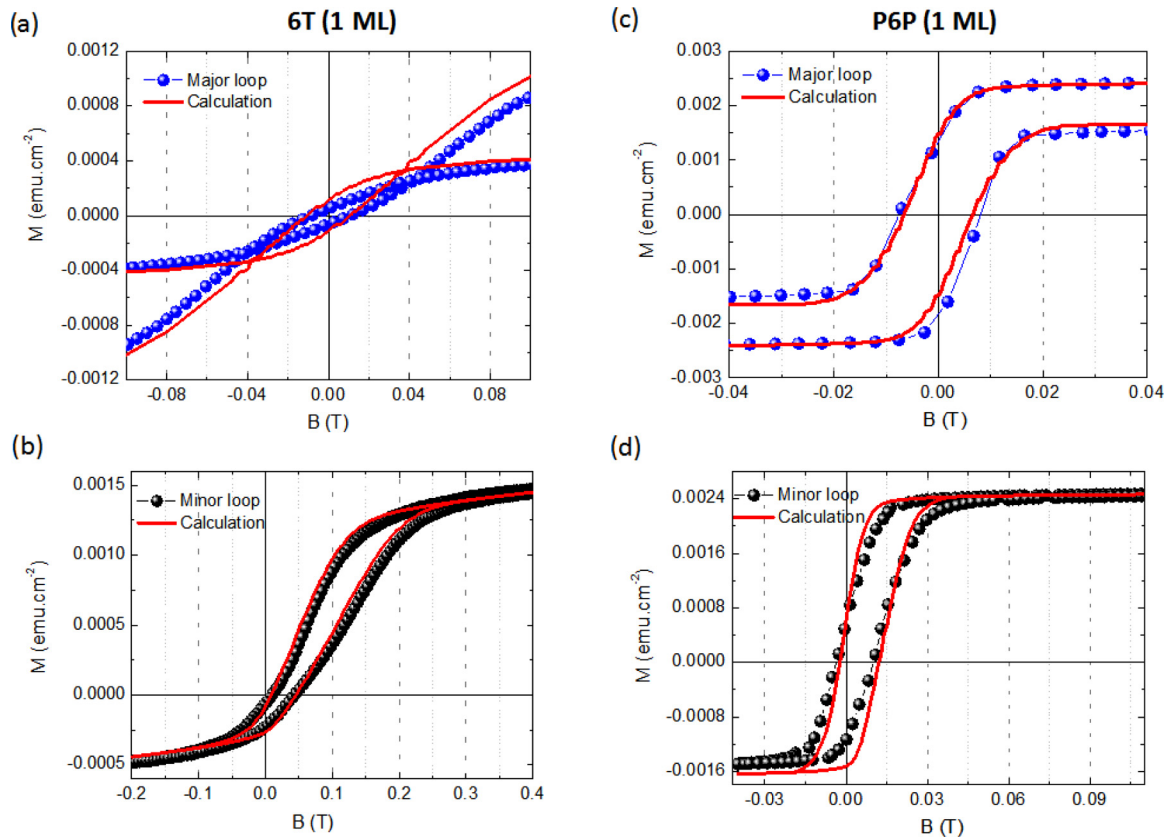 6T (1 ML)
P6P (1 ML)
(a)
M (emu.cm-2)
0.0012
0.0008
0.0004
0.0000
-0.0004
-0.0008
-0.0012
Major loop
Calculation
-0.08 -0.04 0.00 0.04 0.08
B (T)
(c)
M (emu.cm-2)
0.003
0.002
0.001
0.000
-0.001
-0.002
-0.003
Major loop
Calculation
-0.04 -0.02 0.00 0.02 0.04
B (T)
(b)
M (emu.cm-2)
0.0015
0.0010
0.0005
0.0000
-0.0005
Minor loop
Calculation
-0.2 -0.1 0.0 0.1 0.2 0.3 0.4
B (T)
(d)
M (emu.cm-2)
0.0024
0.0016
0.0008
0.0000
-0.0008
-0.0016
Minor loop
Calculation
-0.03 0.00 0.03 0.06 0.09
B (T)